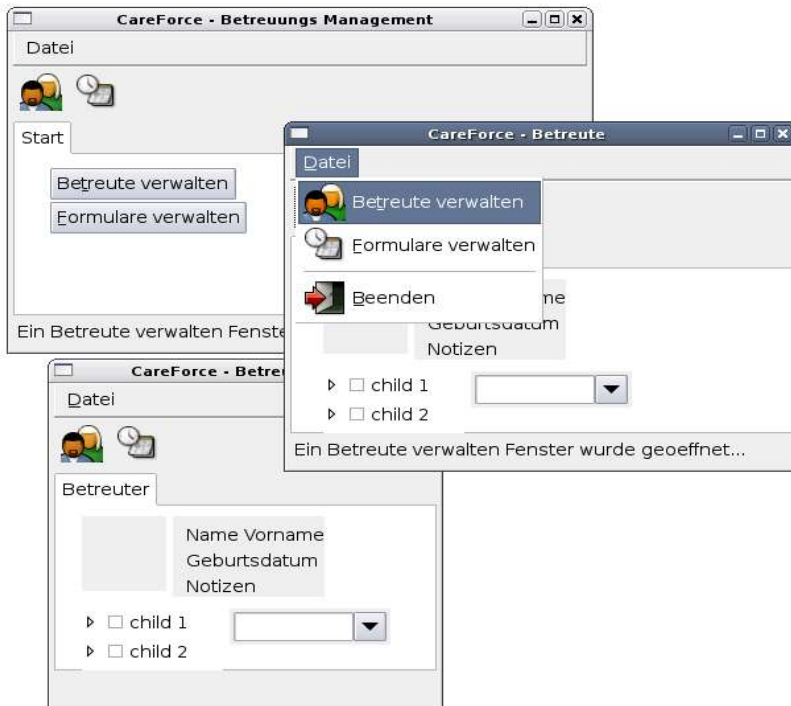 CareForce - Betreuungs Management
Datei
Start
Betreute verwalten
Formulare verwalten
Ein Betreute verwalten
CareForce - Betreute
Datei
Betreute verwalten
Formulare verwalten
Beenden
Geburtsdatum
Notizen
child 1
child 2
Ein Betreute verwalten Fenster wurde geoeffnet...
CareForce -
Datei
Betreuter
Name Vorname
Geburtsdatum
Notizen
child 1
child 2